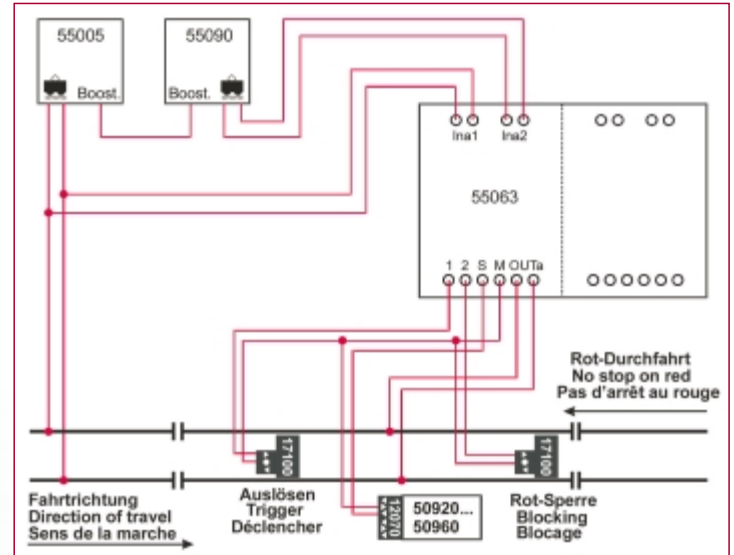 55005
Boost.
55090
Boost.
Ina1 Ina2
55063
1 2 S M OUTa
Rot-Durchfahrt
No stop on red
Pas d'arrêt au rouge
17100
17100
Fahrtrichtung
Direction of travel
Sens de la marche
Auslösen
Trigger
Déclencher
12070
50920...
50960
Rot-Sperre
Blocking
Blocage